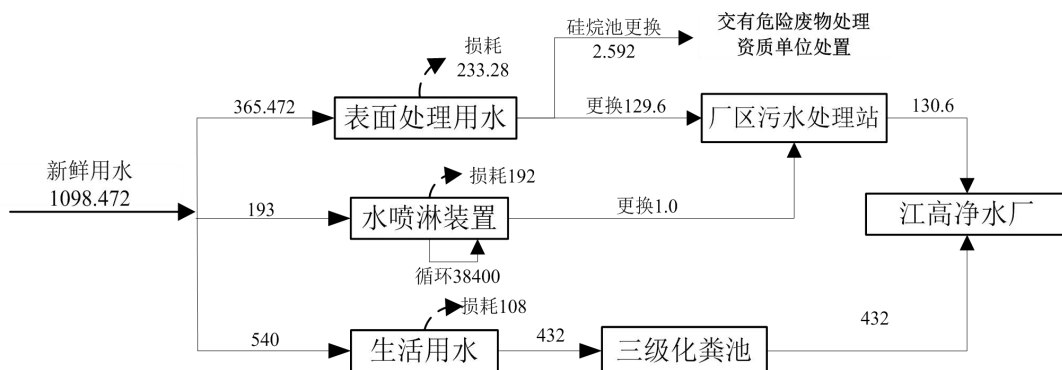 硅烷池更换
2.592
交有危险废物处理
资质单位处置
损耗
233.28
365.472
表面处理用水
更换129.6
厂区污水处理站
130.6
新鲜用水
1098.472
损耗192
193
水喷淋装置
更换1.0
江高净水厂
循环38400
损耗108
540
生活用水
432
三级化粪池
432